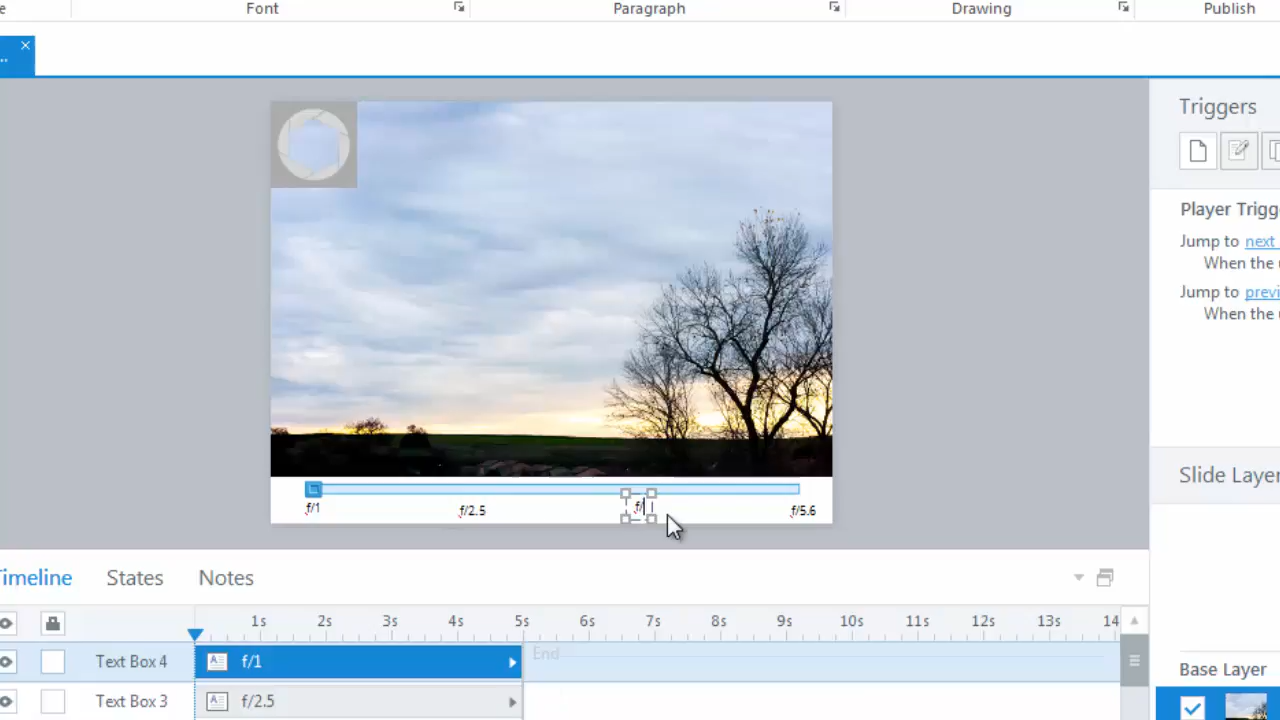 e Font Paragraph Drawing Publish
..
Triggers
Player Trigg
Jump to next
When the u
Jump to previ
When the u
f/1 f/2.5 f/ f/5.6
Slide Layer
Timeline States Notes
1s 2s 3s 4s 5s 6s 7s 8s 9s 10s 11s 12s 13s 14
Text Box 4 f/1 End
Base Layer
Text Box 3 f/2.5